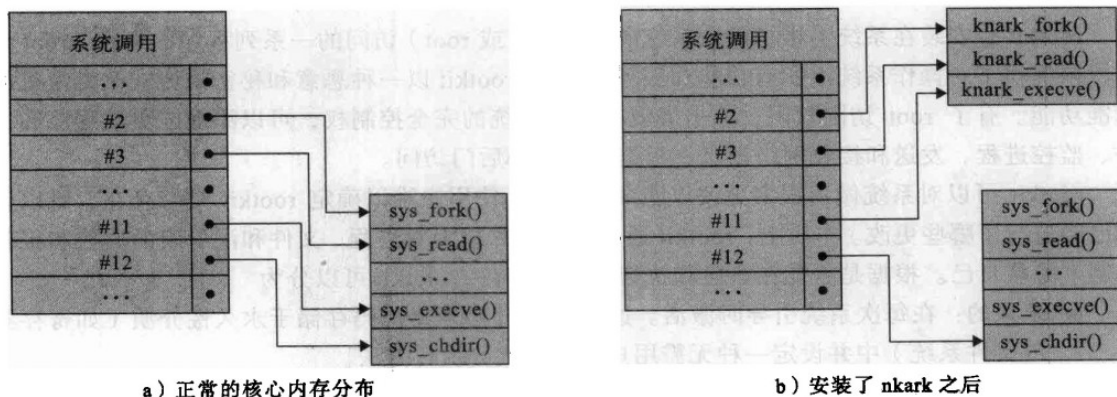 系统调用
...
#2
#3
...
#11
#12
...
sys_fork()
sys_read()
...
sys_execve()
sys_chdir()
a）正常的核心内存分布
系统调用
...
#2
#3
...
#11
#12
...
knark_fork()
knark_read()
knark_execve()
sys_fork()
sys_read()
...
sys_execve()
sys_chdir()
b）安装了 nkark 之后